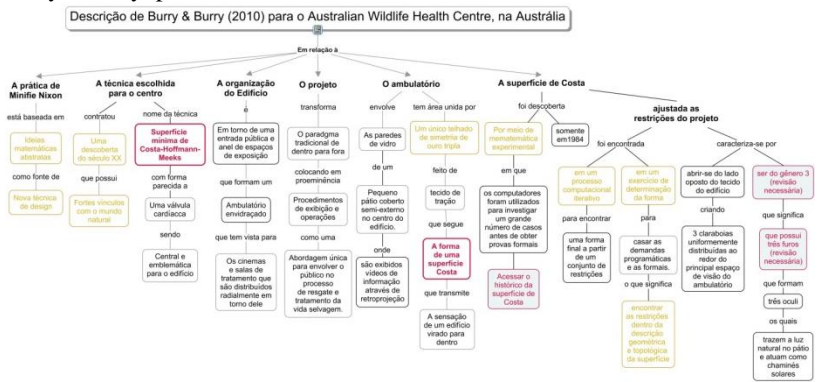 Descrição de Burry & Burry (2010) para o Australian Wildlife Health Centre, na Austrália
Em relação à
A prática de
Minifie Nixon
está baseada em
Ideias
matemáticas
abstratas
como fonte de
Nova técnica
de design
A técnica escolhida
para o centro
contratou
Uma
descoberta
do século XX
que possui
Fortes vínculos
com o mundo
natural
nome da técnica
Superfície
mínima de
Costa-Hoffmann-
Meeks
com forma
parecida a
Uma válvula
cardíacca
sendo
Central e
emblemática
para o edifício
A organização
do Edifício
é
Em torno de uma
entrada pública e
anel de espaços
de exposição
que formam um
Ambulatório
envidraçado
que tem vista para
Os cinemas
e salas de
tratamento que
são distribuídos
radialmente em
torno dele
O projeto
transforma
O paradgma
tradicional de
dentro para fora
colocando em
proeminência
Procedimentos
de exibição e
operações
como uma
Abordagem única
para envolver o
público no
processo
de resgate e
tratamento da
vida selvagem.
O ambulatório
envolve
As paredes
de vidro
de um
Pequeno
pátio coberto
semi-externo
no centro do
edifício.
onde
são exibidos
vídeos de
informação
através de
retroprojeção
tem área unida por
Um único telhado
de simetria de
ouro tripla
feito de
tecido de
tração
que segue
A forma
de uma
superfície
Costa
que transmite
A sensação
de um edifício
virado para
dentro
A superfície de Costa
foi descoberta
Por meio de
mematomática
experimental
em que
os computadores
foram utilizados
para investigar
um grande
número de casos
antes de obter
provas formais
Acessar o
histórico da
superfície de
Costa
somente
em1984
ajustada as
restrições do projeto
foi encontrada
em um
processo
computacional
iterativo
para encontrar
uma forma
final a partir
de um
conjunto de
restrições
em um
exercício de
determinação
da forma
para
casar as
demandas
programáticas
e as formais.
o que significa
encontrar
as restrições
dentro da
descrição
geométrica
e topológica
da superfície
caracteriza-se por
abrir-se do lado
oposto do tecido
do edifício
criando
3 claraboias
uniformemente
distribuídas ao
redor do
principal espaço
de visão do
ambulatório
ser do gênero 3
(revisão
necessária)
que significa
que possui
três furos
(revisão
necessária)
que formam
três oculi
os quais
trazem a luz
natural no pátio
e atuam como
chaminés
solares